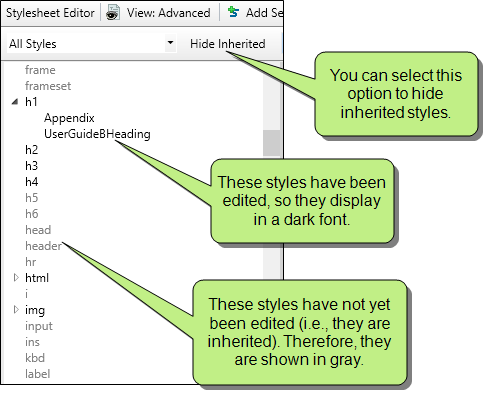 Stylesheet Editor View: Advanced Add Se
All Styles Hide Inherited
frame
frameset
h1
Appendix
UserGuideBHeading
h2
h3
h4
h5
h6
head
header
hr
html
i
img
input
ins
kbd
label
You can select this
option to hide
inherited styles.
These styles have been
edited, so they display
in a dark font.
These styles have not yet
been edited (i.e., they are
inherited). Therefore, they
are shown in gray.